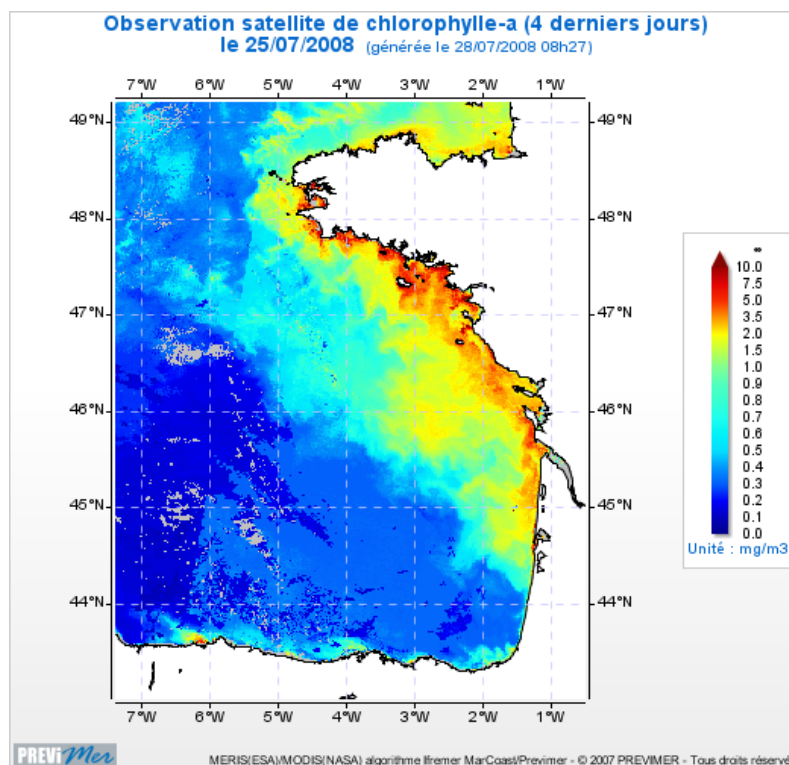 Observation satellite de chlorophylle-a (4 derniers jours)
le 25/07/2008 (générée le 28/07/2008 08h27)
7°W 6°W 5°W 4°W 3°W 2°W 1°W
49°N 49°N
48°N 48°N
47°N 47°N
46°N 46°N
45°N 45°N
44°N 44°N
7°W 6°W 5°W 4°W 3°W 2°W 1°W
∞
10.0
7.5
5.0
3.5
2.0
1.5
1.0
0.9
0.8
0.7
0.6
0.5
0.4
0.3
0.2
0.1
0.0
Unité : mg/m3
PREViMer
MERIS(ESA)/MODIS(NASA) algorithme Ifremer MarCoast/Previmer - © 2007 PREVIMER - Tous droits réservé